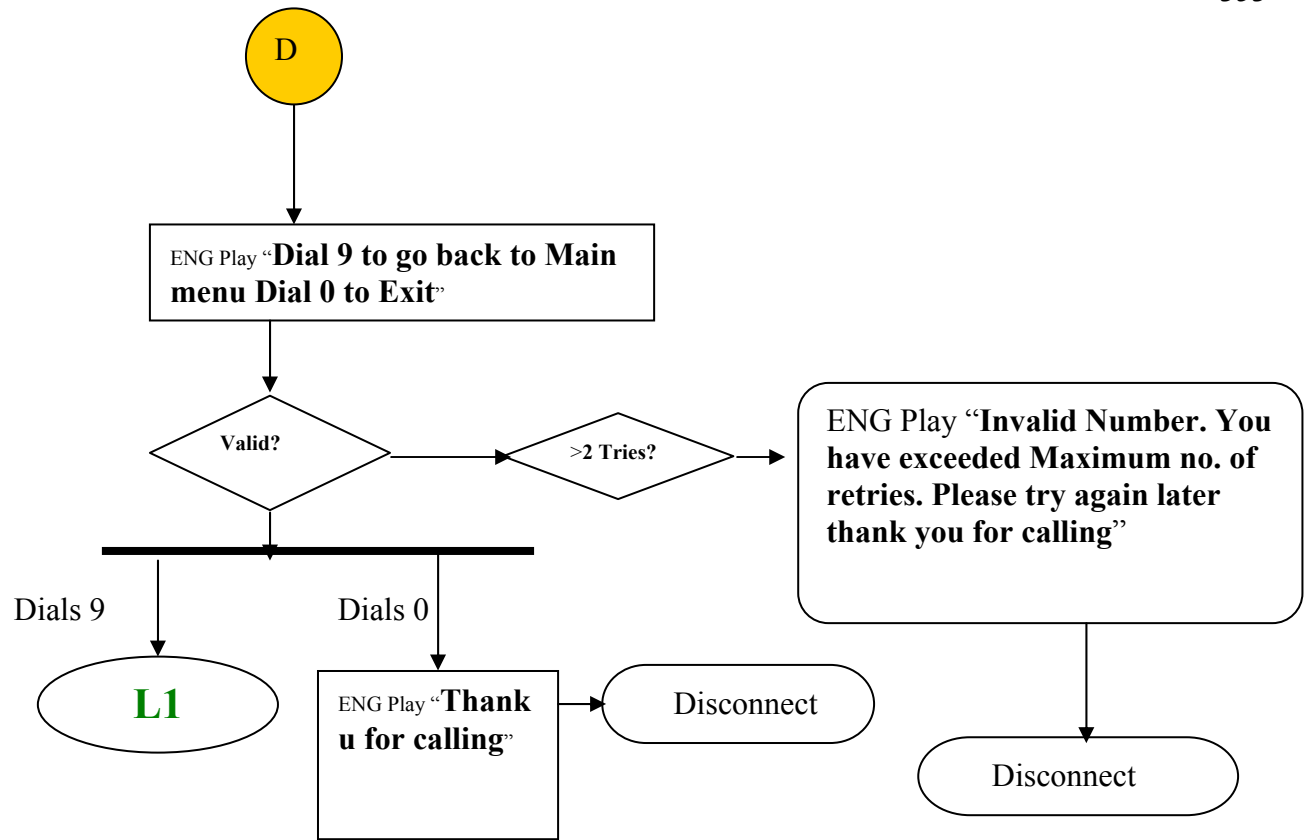 D
ENG Play “Dial 9 to go back to Main
menu Dial 0 to Exit”
Valid?
>2 Tries?
ENG Play “Invalid Number. You
have exceeded Maximum no. of
retries. Please try again later
thank you for calling”
Dials 9
Dials 0
L1
ENG Play “Thank
u for calling”
Disconnect
Disconnect